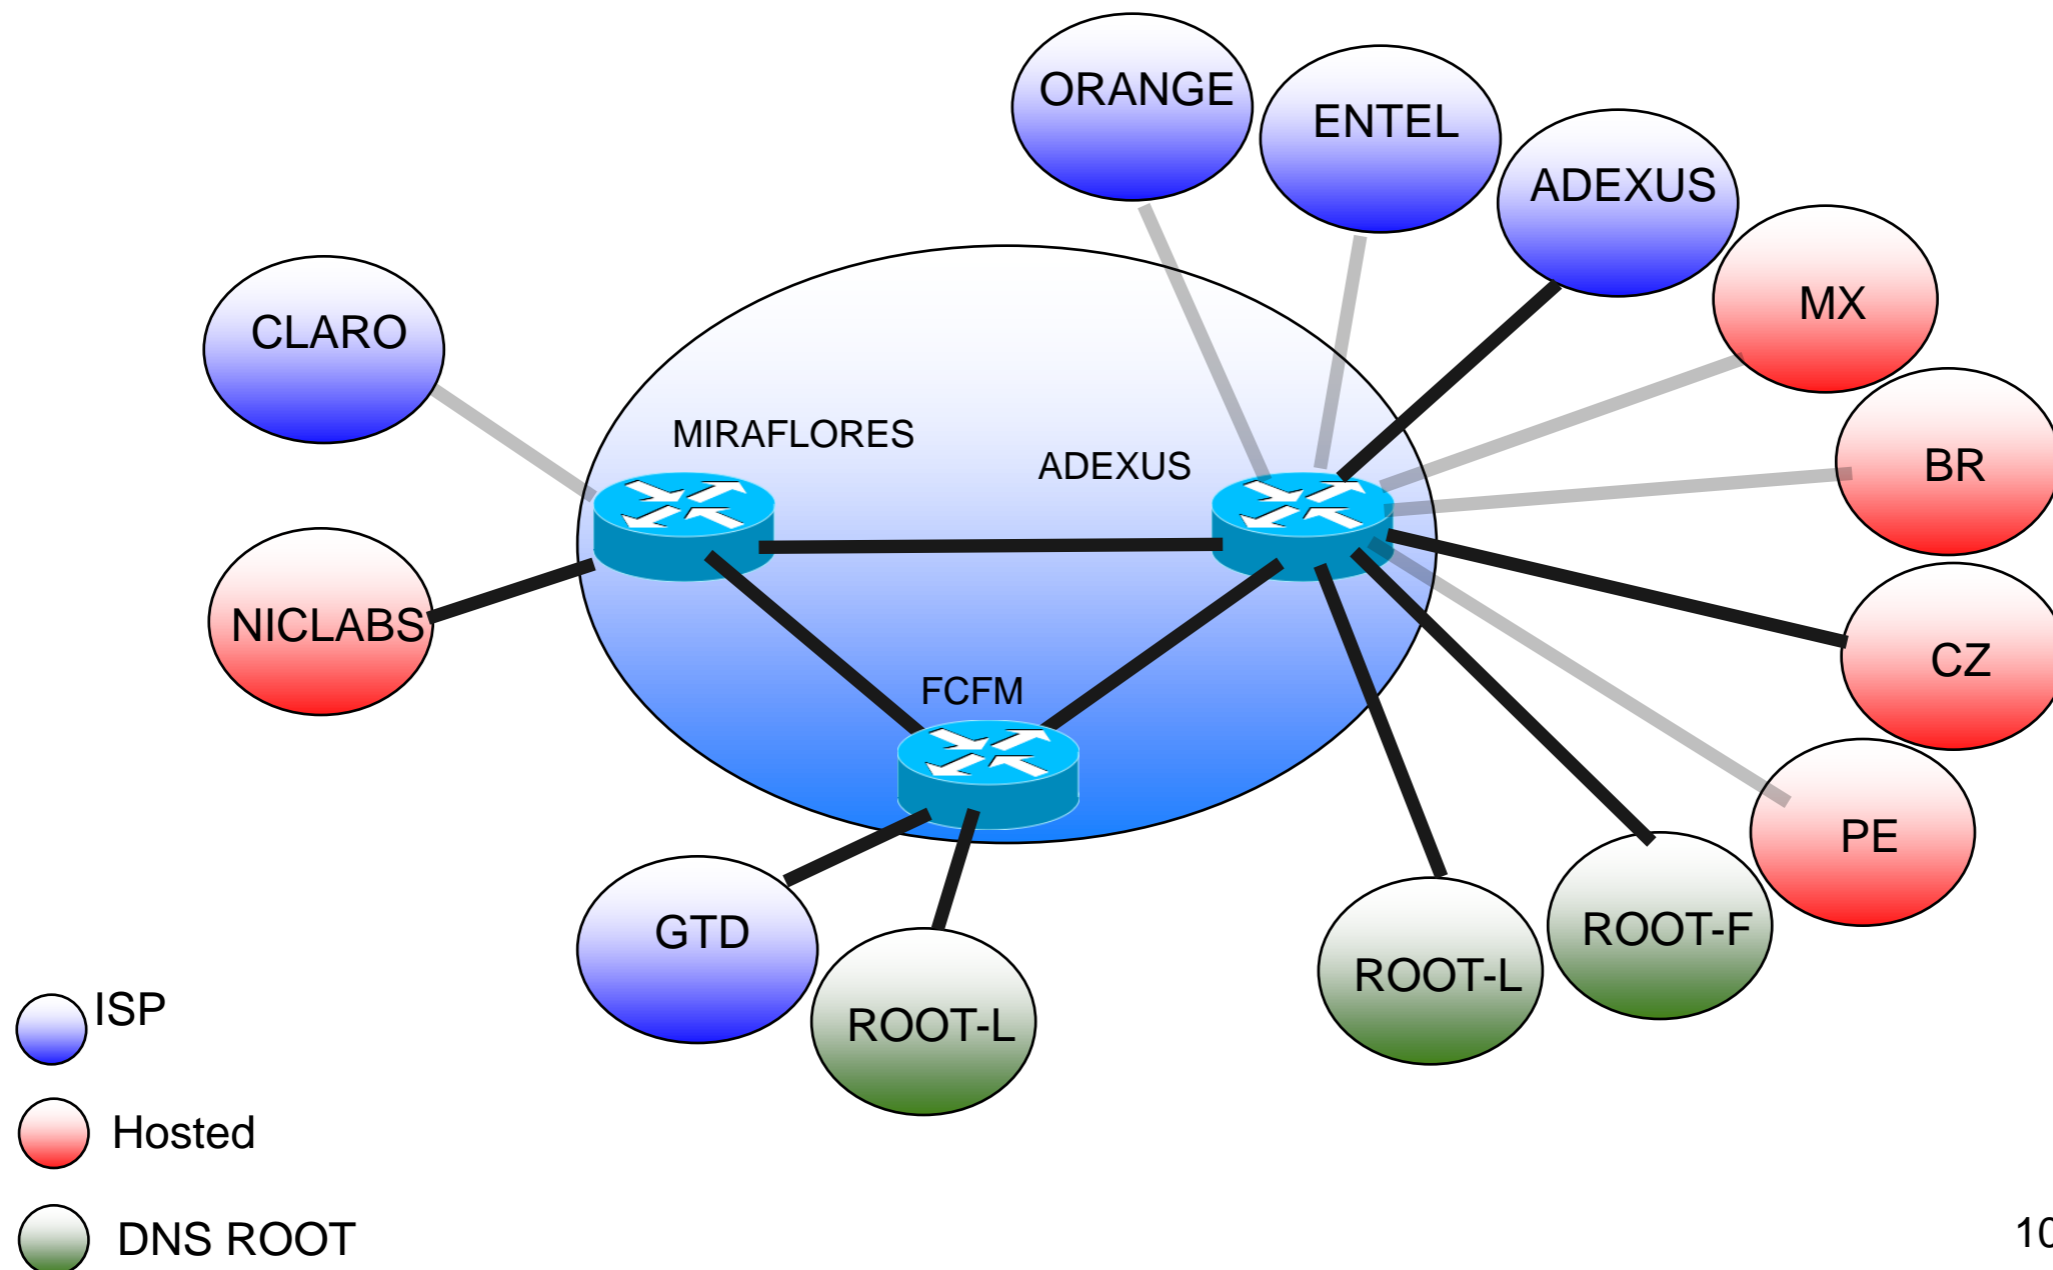 ORANGE
ENTEL
ADEXUS
MX
CLARO
MIRAFLORES
ADEXUS
BR
NICLABS
CZ
FCFM
PE
GTD
ROOT-F
ROOT-L
ROOT-L
ISP
Hosted
DNS ROOT
10